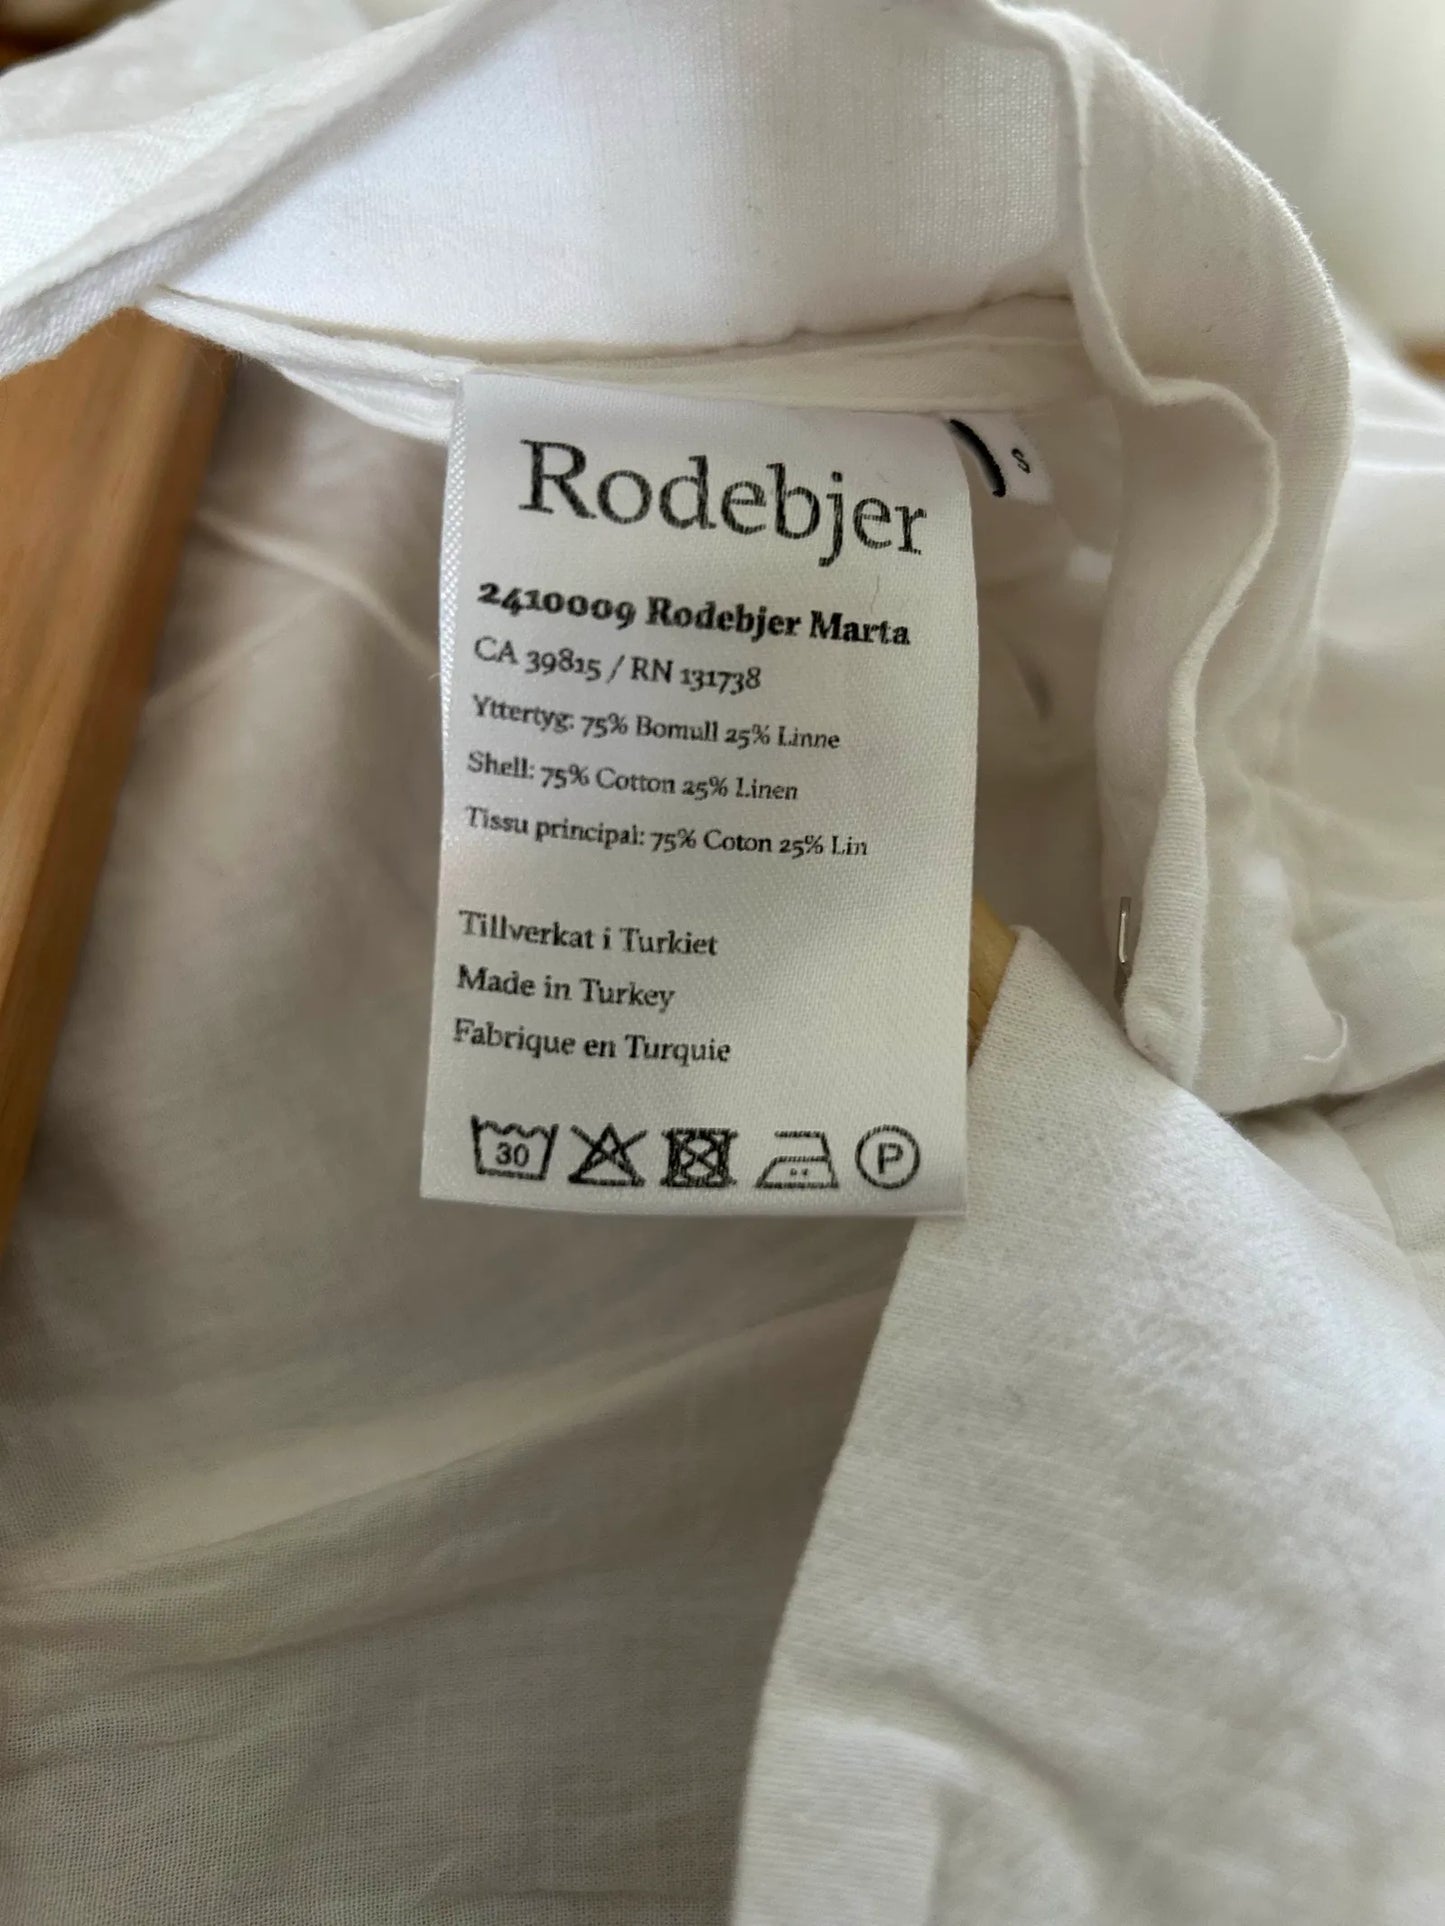 Rodebjer
S
2410009 Rodebjer Marta
CA 39815 / RN 131738
Yttertyg: 75% Bomull 25% Linne
Shell: 75% Cotton 25% Linen
Tissu principal: 75% Coton 25% Lin
Tillverkat i Turkiet
Made in Turkey
Fabrique en Turquie
30
P